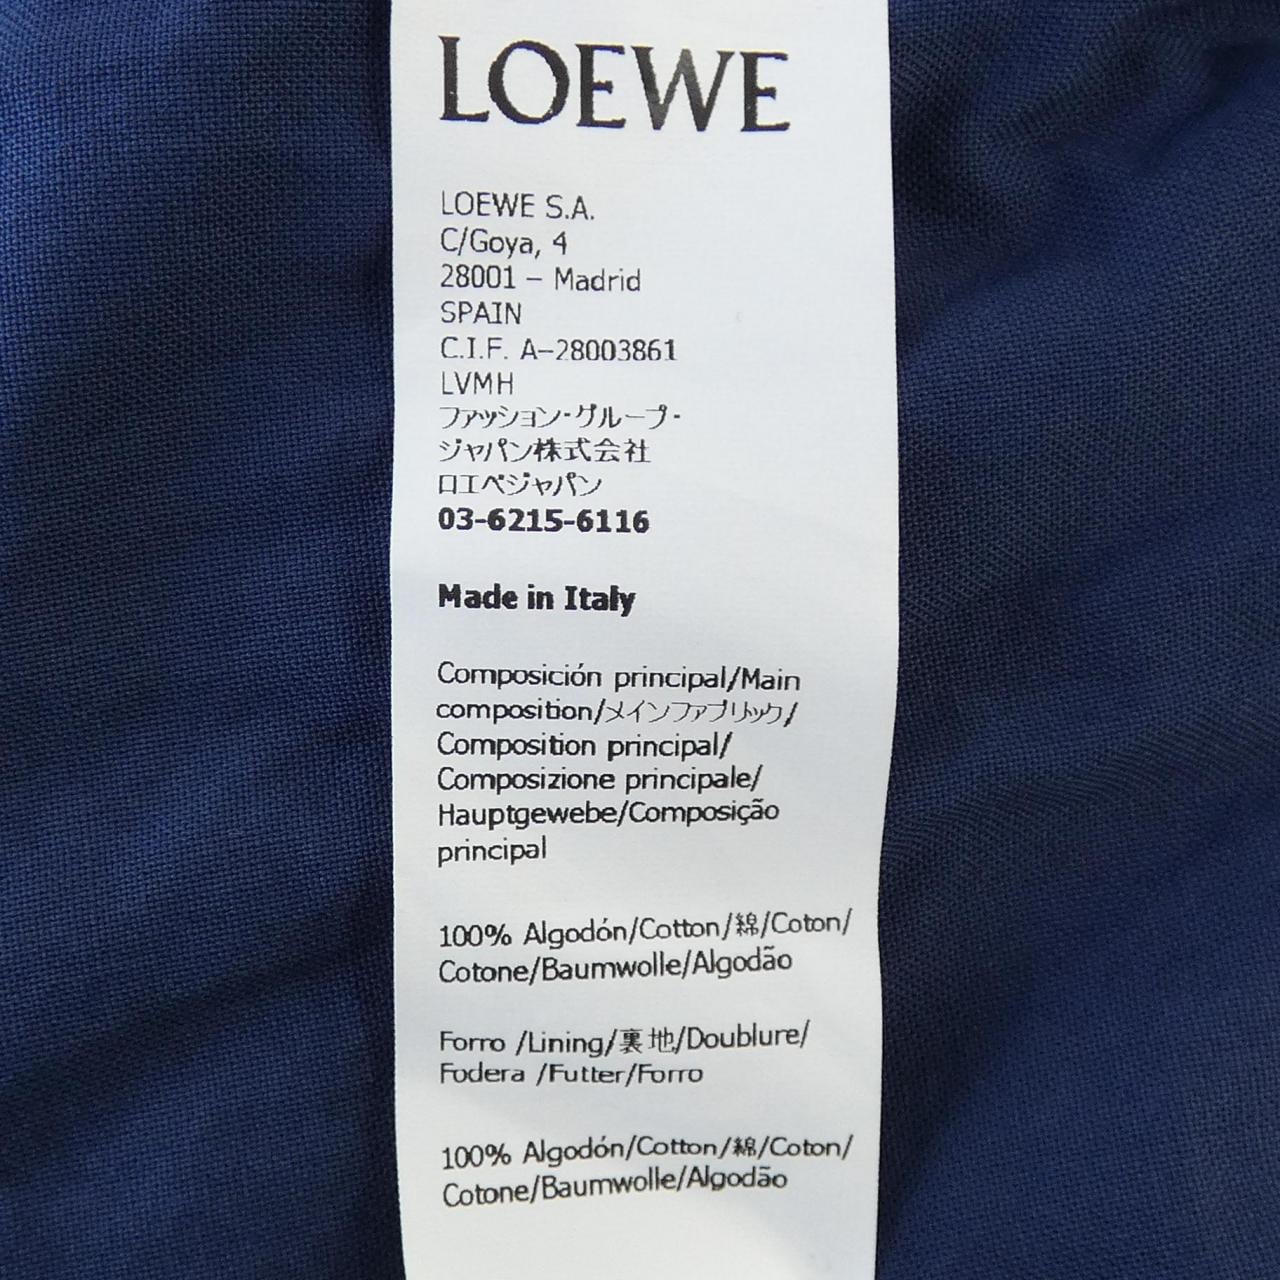 LOEWE
LOEWE S.A.
C/Goya, 4
28001 – Madrid
SPAIN
C.I.F. A–28003861
LVMH
ファッション・グループ・
ジャパン株式会社
ロエベジャパン
03-6215-6116
Made in Italy
Composición principal/Main
composition/メインファブリック/
Composition principal/
Composizione principale/
Hauptgewebe/Composição
principal
100% Algodón/Cotton/綿/Coton/
Cotone/Baumwolle/Algodão
Forro /Lining/裏地/Doublure/
Fodera /Futter/Forro
100% Algodón/Cotton/綿/Coton/
Cotone/Baumwolle/Algodão